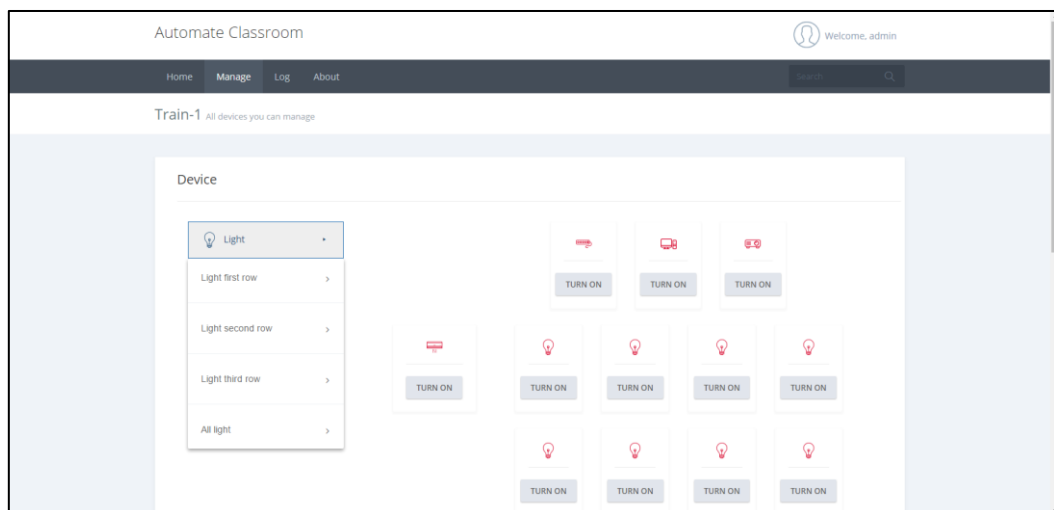 Automate Classroom
Welcome, admin
Home Manage Log About Search
Train-1 All devices you can manage
Device
Light
Light first row
Light second row
Light third row
All light
TURN ON TURN ON TURN ON
TURN ON TURN ON TURN ON TURN ON TURN ON
TURN ON TURN ON TURN ON TURN ON